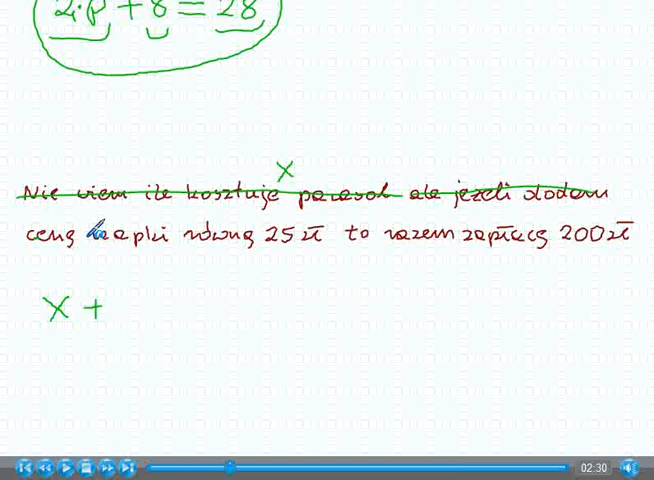 2·p + 8 = 28
x
Nie wiem ile kosztuje parasol ale jeżeli dodam
cenę czapki równą 25 zł to razem zapłacę 200 zł
x +
02:30